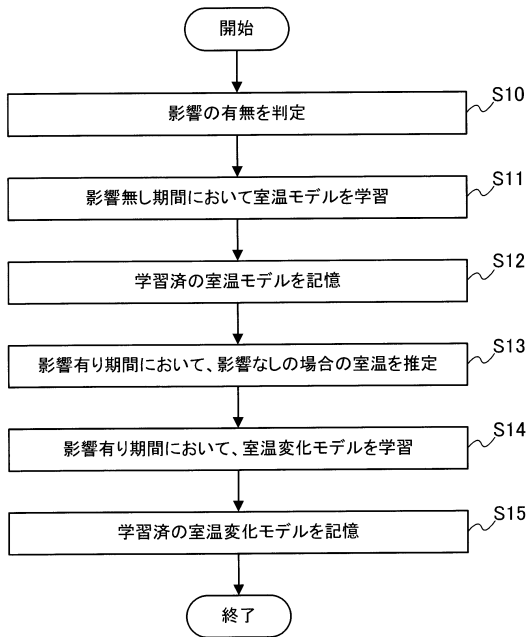 開始
影響の有無を判定
S10
影響無し期間において室温モデルを学習
S11
学習済の室温モデルを記憶
S12
影響有り期間において、影響なしの場合の室温を推定
S13
影響有り期間において、室温変化モデルを学習
S14
学習済の室温変化モデルを記憶
S15
終了